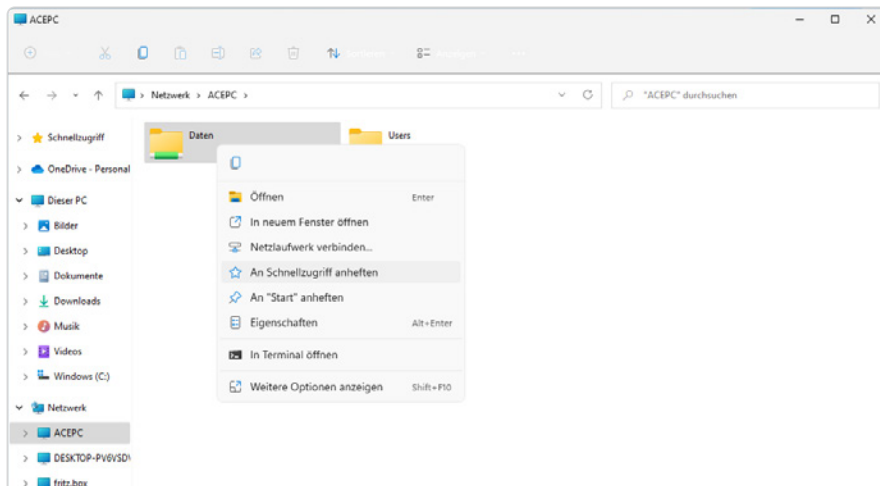 ACEPC
Netzwerk > ACEPC >
"ACEPC" durchsuchen
Schnellzugriff
OneDrive - Personal
Dieser PC
Bilder
Desktop
Dokumente
Downloads
Musik
Videos
Windows (C:)
Netzwerk
ACEPC
DESKTOP-PV6VSD
fritz.box
Daten
Users
Öffnen Enter
In neuem Fenster öffnen
Netzlaufwerk verbinden...
An Schnellzugriff anheften
An "Start" anheften
Eigenschaften Alt+Enter
In Terminal öffnen
Weitere Optionen anzeigen Shift+F10